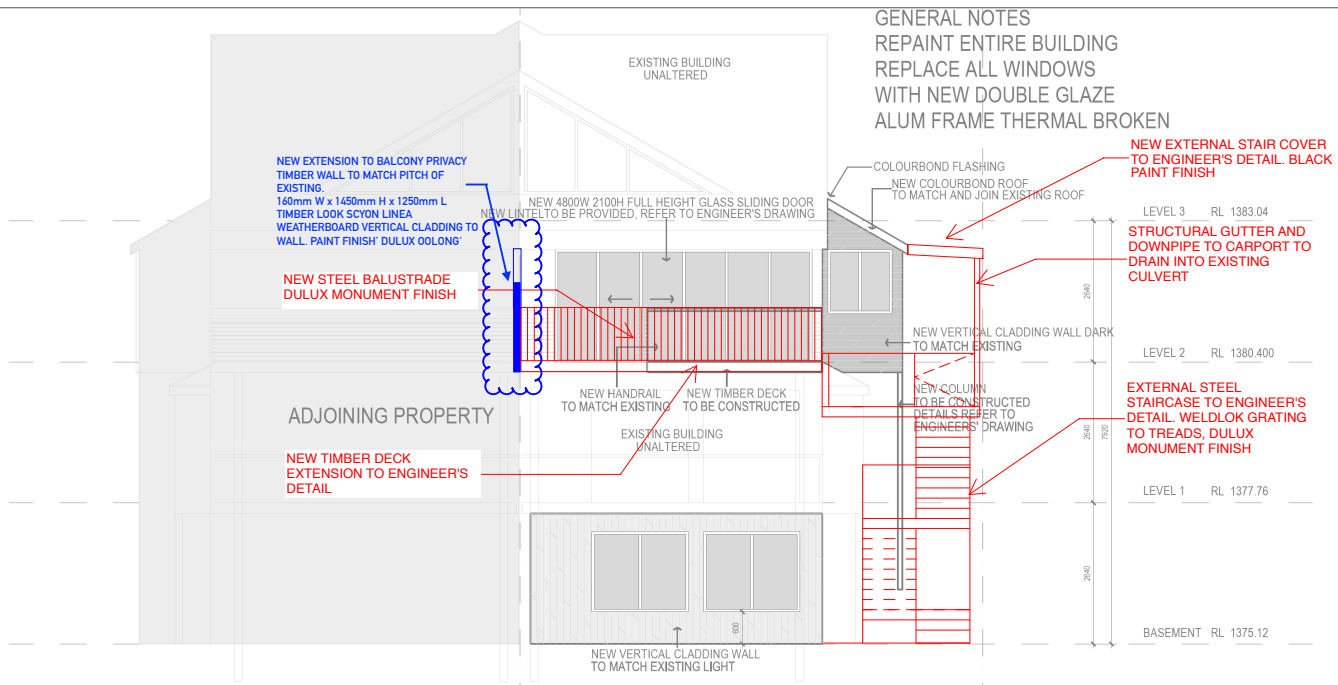 GENERAL NOTES
REPAINT ENTIRE BUILDING
REPLACE ALL WINDOWS
WITH NEW DOUBLE GLAZE
ALUM FRAME THERMAL BROKEN
EXISTING BUILDING
UNALTERED
NEW EXTENSION TO BALCONY PRIVACY
TIMBER WALL TO MATCH PITCH OF
EXISTING.
160mm W x 1450mm H x 1250mm L
TIMBER LOOK SCYON LINEA
WEATHERBOARD VERTICAL CLADDING TO
WALL. PAINT FINISH' DULUX OOLONG'
COLOURBOND FLASHING
NEW COLOURBOND ROOF
TO MATCH AND JOIN EXISTING ROOF
NEW EXTERNAL STAIR COVER
TO ENGINEER'S DETAIL. BLACK
PAINT FINISH
NEW 4800W 2100H FULL HEIGHT GLASS SLIDING DOOR
NEW LINTELTO BE PROVIDED, REFER TO ENGINEER'S DRAWING
LEVEL 3 RL 1383.04
STRUCTURAL GUTTER AND
DOWNPIPE TO CARPORT TO
DRAIN INTO EXISTING
CULVERT
NEW STEEL BALUSTRADE
DULUX MONUMENT FINISH
2640
NEW VERTICAL CLADDING WALL DARK
TO MATCH EXISTING
LEVEL 2 RL 1380.400
NEW HANDRAIL
TO MATCH EXISTING
NEW TIMBER DECK
TO BE CONSTRUCTED
NEW COLUMN
TO BE CONSTRUCTED
DETAILS REFER TO
ENGINEERS' DRAWING
EXTERNAL STEEL
STAIRCASE TO ENGINEER'S
DETAIL. WELDLOK GRATING
TO TREADS, DULUX
MONUMENT FINISH
ADJOINING PROPERTY
EXISTING BUILDING
UNALTERED
2640
7920
NEW TIMBER DECK
EXTENSION TO ENGINEER'S
DETAIL
LEVEL 1 RL 1377.76
2640
600
BASEMENT RL 1375.12
NEW VERTICAL CLADDING WALL
TO MATCH EXISTING LIGHT